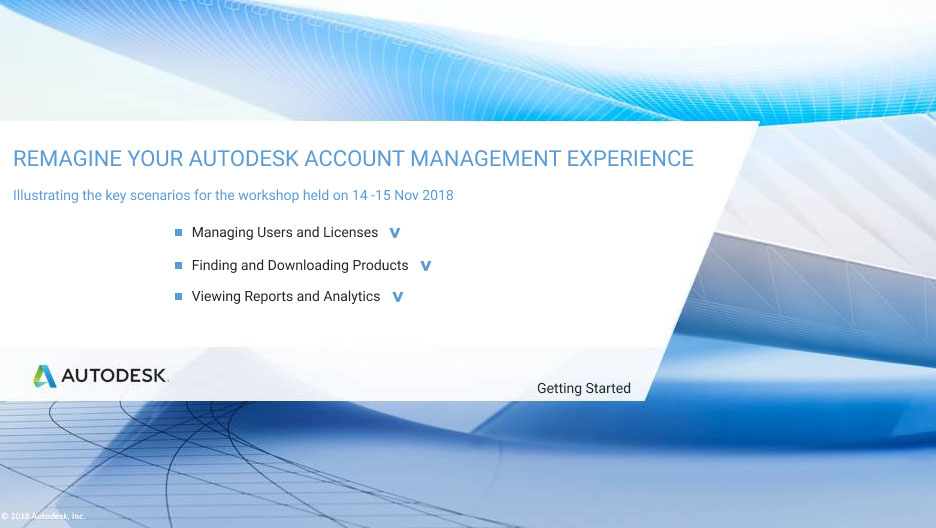 REMAGINE YOUR AUTODESK ACCOUNT MANAGEMENT EXPERIENCE
Illustrating the key scenarios for the workshop held on 14 -15 Nov 2018
Managing Users and Licenses V
Finding and Downloading Products V
Viewing Reports and Analytics V
AUTODESK.
Getting Started
© 2018 Autodesk, Inc.